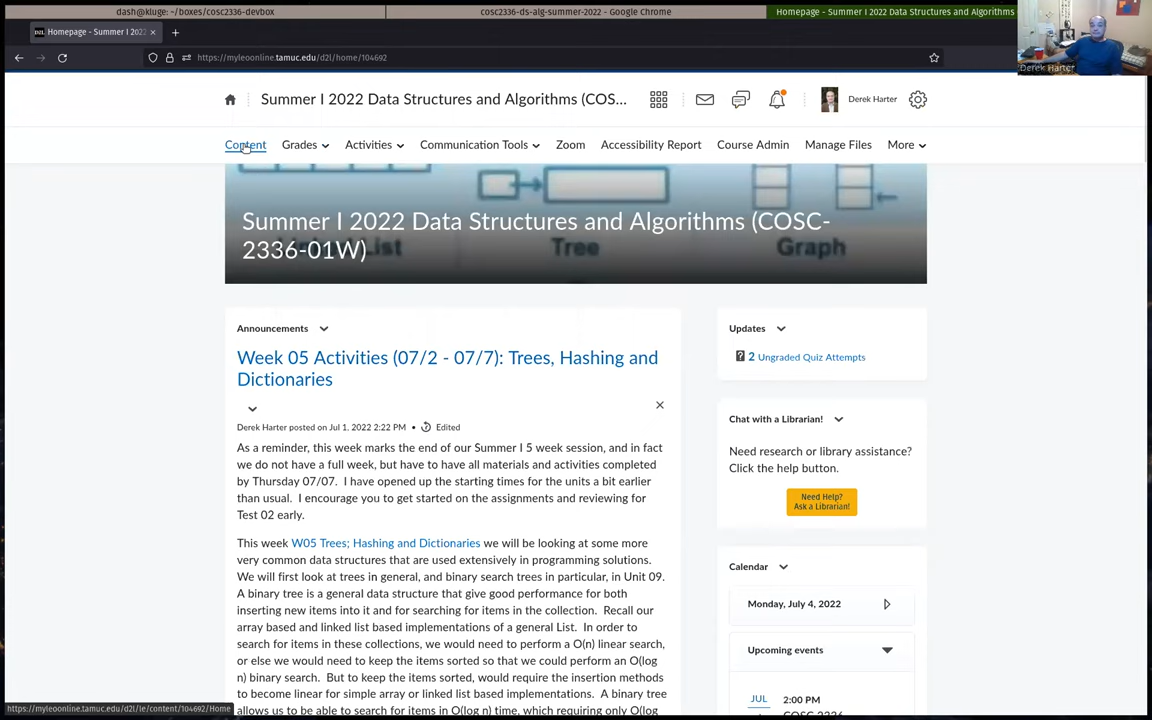 dash@kluge: ~/boxes/cosc2336-devbox
cosc2336-ds-alg-summer-2022 - Google Chrome
Homepage - Summer I 2022 Data Structures and Algorithms
Homepage - Summer I 2022
https://myleoonline.tamuc.edu/d2l/home/104692
Derek Harter
Summer I 2022 Data Structures and Algorithms (COS...
Derek Harter
Content
Grades
Activities
Communication Tools
Zoom
Accessibility Report
Course Admin
Manage Files
More
Summer I 2022 Data Structures and Algorithms (COSC-
2336-01W)
List
Tree
Graph
Announcements
Week 05 Activities (07/2 - 07/7): Trees, Hashing and
Dictionaries
Derek Harter posted on Jul 1, 2022 2:22 PM • Edited
As a reminder, this week marks the end of our Summer I 5 week session, and in fact
we do not have a full week, but have to have all materials and activities completed
by Thursday 07/07. I have opened up the starting times for the units a bit earlier
than usual. I encourage you to get started on the assignments and reviewing for
Test 02 early.
This week W05 Trees; Hashing and Dictionaries we will be looking at some more
very common data structures that are used extensively in programming solutions.
We will first look at trees in general, and binary search trees in particular, in Unit 09.
A binary tree is a general data structure that give good performance for both
inserting new items into it and for searching for items in the collection. Recall our
array based and linked list based implementations of a general List. In order to
search for items in these collections, we would need to perform a O(n) linear search,
or else we would need to keep the items sorted so that we could perform an O(log
n) binary search. But to keep the items sorted, would require the insertion methods
to become linear for simple array or linked list based implementations. A binary tree
allows us to be able to search for items in O(log n) time, which requiring only O(log
Updates
2 Ungraded Quiz Attempts
Chat with a Librarian!
Need research or library assistance?
Click the help button.
Need Help?
Ask a Librarian!
Calendar
Monday, July 4, 2022
Upcoming events
JUL
2:00 PM
COSC 2336
https://myleoonline.tamuc.edu/d2l/le/content/104692/Home